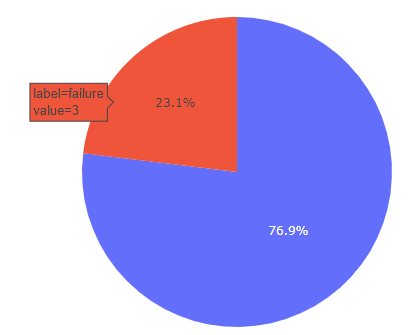 label=failure
value=3
23.1%
76.9%